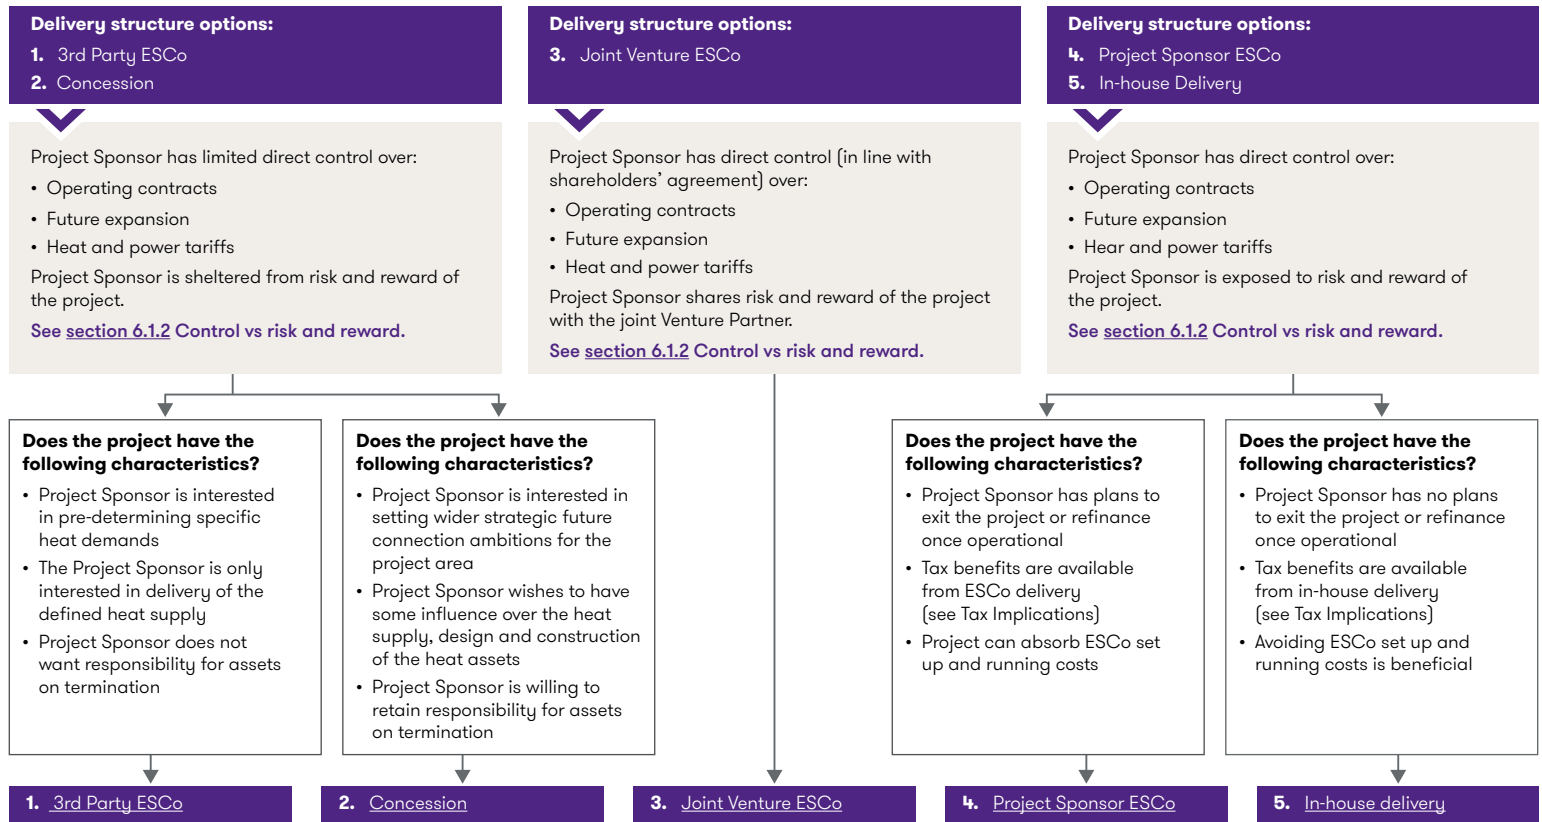 Delivery structure options:
1. 3rd Party ESCo
2. Concession
Project Sponsor has limited direct control over:
• Operating contracts
• Future expansion
• Heat and power tariffs
Project Sponsor is sheltered from risk and reward of
the project.
See section 6.1.2 Control vs risk and reward.
Delivery structure options:
3. Joint Venture ESCo
Project Sponsor has direct control (in line with
shareholders’ agreement) over:
• Operating contracts
• Future expansion
• Heat and power tariffs
Project Sponsor shares risk and reward of the project
with the joint Venture Partner.
See section 6.1.2 Control vs risk and reward.
Delivery structure options:
4. Project Sponsor ESCo
5. In-house Delivery
Project Sponsor has direct control over:
• Operating contracts
• Future expansion
• Hear and power tariffs
Project Sponsor is exposed to risk and reward of
the project.
See section 6.1.2 Control vs risk and reward.
Does the project have the
following characteristics?
• Project Sponsor is interested
in pre-determining specific
heat demands
• The Project Sponsor is only
interested in delivery of the
defined heat supply
• Project Sponsor does not
want responsibility for assets
on termination
Does the project have the
following characteristics?
• Project Sponsor is interested in
setting wider strategic future
connection ambitions for the
project area
• Project Sponsor wishes to have
some influence over the heat
supply, design and construction
of the heat assets
• Project Sponsor is willing to
retain responsibility for assets
on termination
Does the project have the
following characteristics?
• Project Sponsor has plans to
exit the project or refinance
once operational
• Tax benefits are available
from ESCo delivery
(see Tax Implications)
• Project can absorb ESCo set
up and running costs
Does the project have the
following characteristics?
• Project Sponsor has no plans
to exit the project or refinance
once operational
• Tax benefits are available
from in-house delivery
(see Tax Implications)
• Avoiding ESCo set up and
running costs is beneficial
1. 3rd Party ESCo
2. Concession
3. Joint Venture ESCo
4. Project Sponsor ESCo
5. In-house delivery